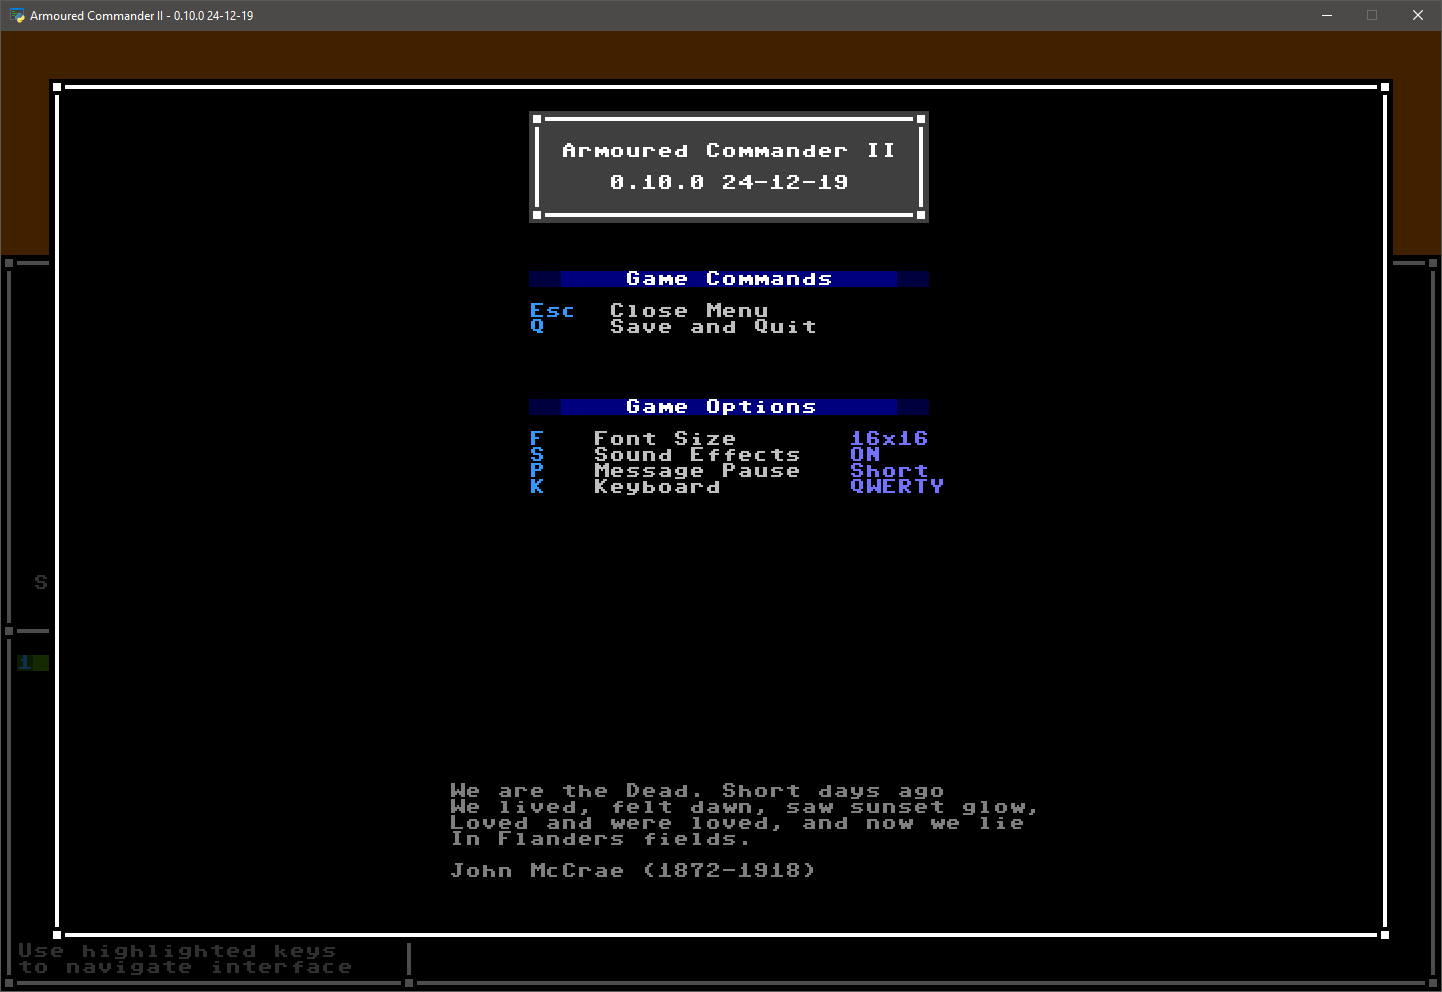 Armoured Commander II - 0.10.0 24-12-19
Armoured Commander II
0.10.0 24-12-19
Game Commands
Esc Close Menu
Q Save and Quit
Game Options
F Font Size 16x16
S Sound Effects ON
P Message Pause Short
K Keyboard QWERTY
S
1
We are the Dead. Short days ago
We lived, felt dawn, saw sunset glow,
Loved and were loved, and now we lie
In Flanders fields.
John McCrae (1872-1918)
Use highlighted keys
to navigate interface